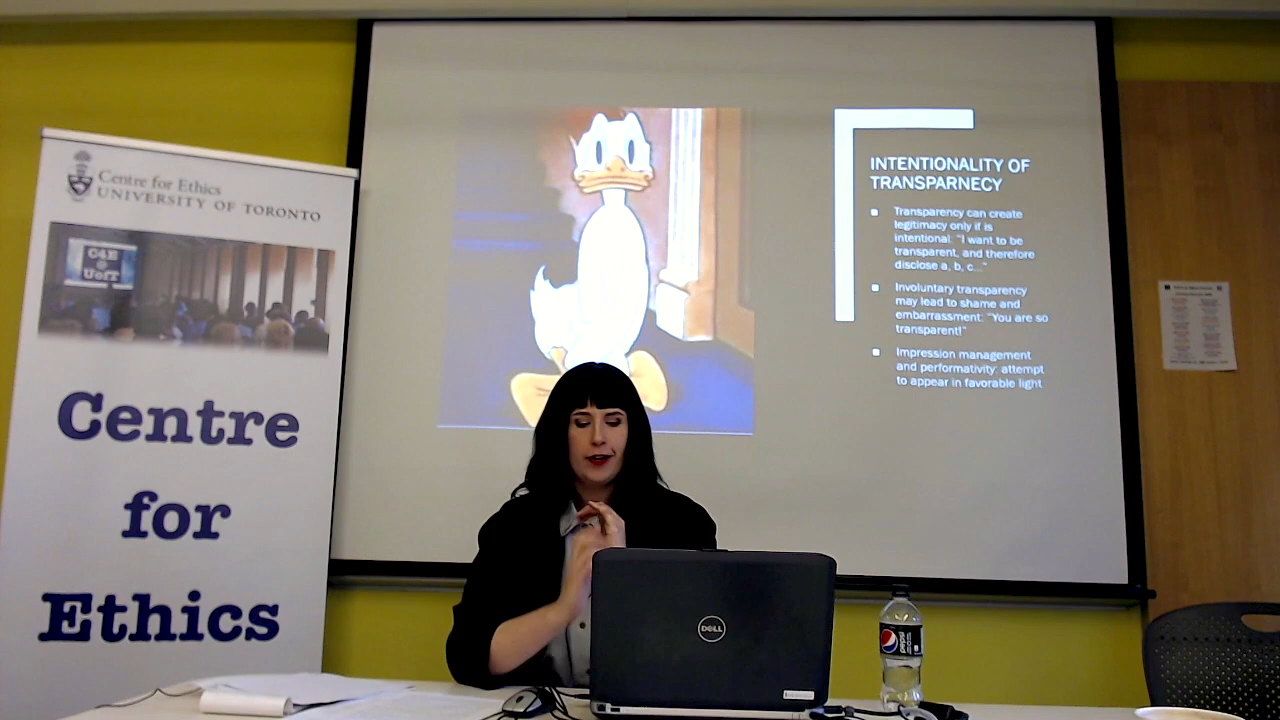 Centre for Ethics
UNIVERSITY OF TORONTO
C4E
@
UofT
Centre
for
Ethics
INTENTIONALITY OF
TRANSPARNECY
Transparency can create
legitimacy only if is
intentional: “I want to be
transparent, and therefore
disclose a, b, c...”
Involuntary transparency
may lead to shame and
embarrassment: “You are so
transparent!”
Impression management
and performativity: attempt
to appear in favorable light
DELL
pepsi